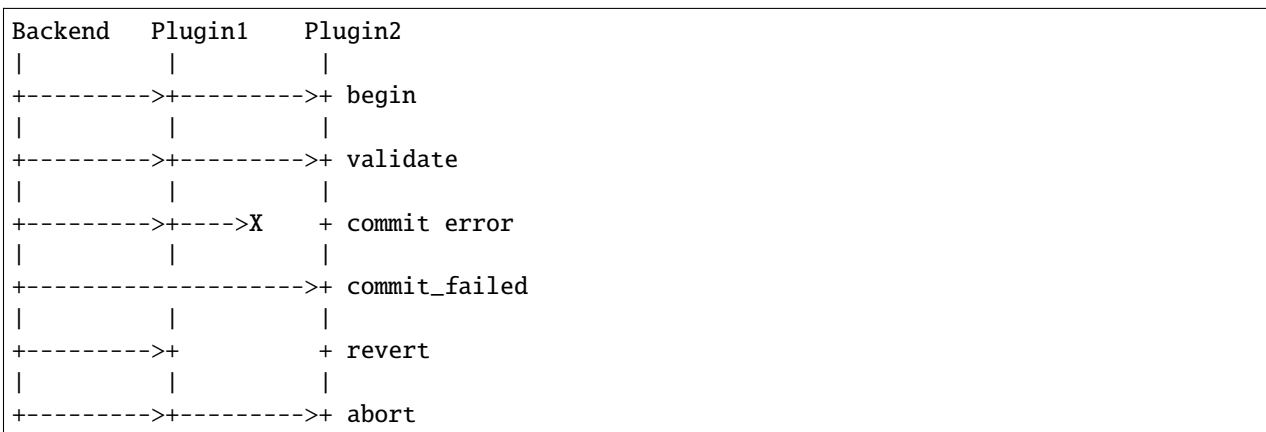 Backend   Plugin1    Plugin2
|          |          |
+--------->+--------->+ begin
|          |          |
+--------->+--------->+ validate
|          |          |
+--------->+---->X    + commit error
|          |          |
+-------------------->+ commit_failed
|          |          |
+--------->+          + revert
|          |          |
+--------->+--------->+ abort